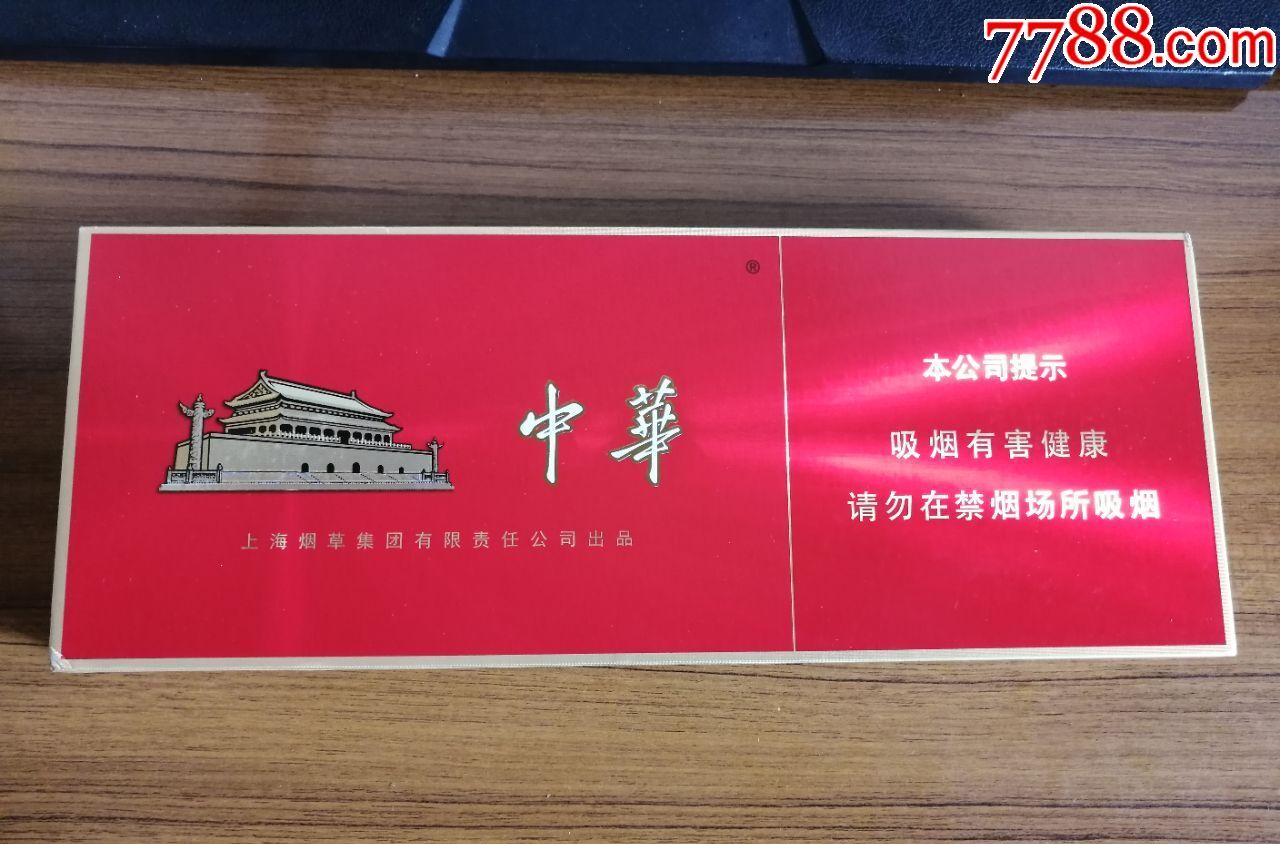 7788.com
®
中華
上海烟草集团有限责任公司出品
本公司提示
吸烟有害健康
请勿在禁烟场所吸烟